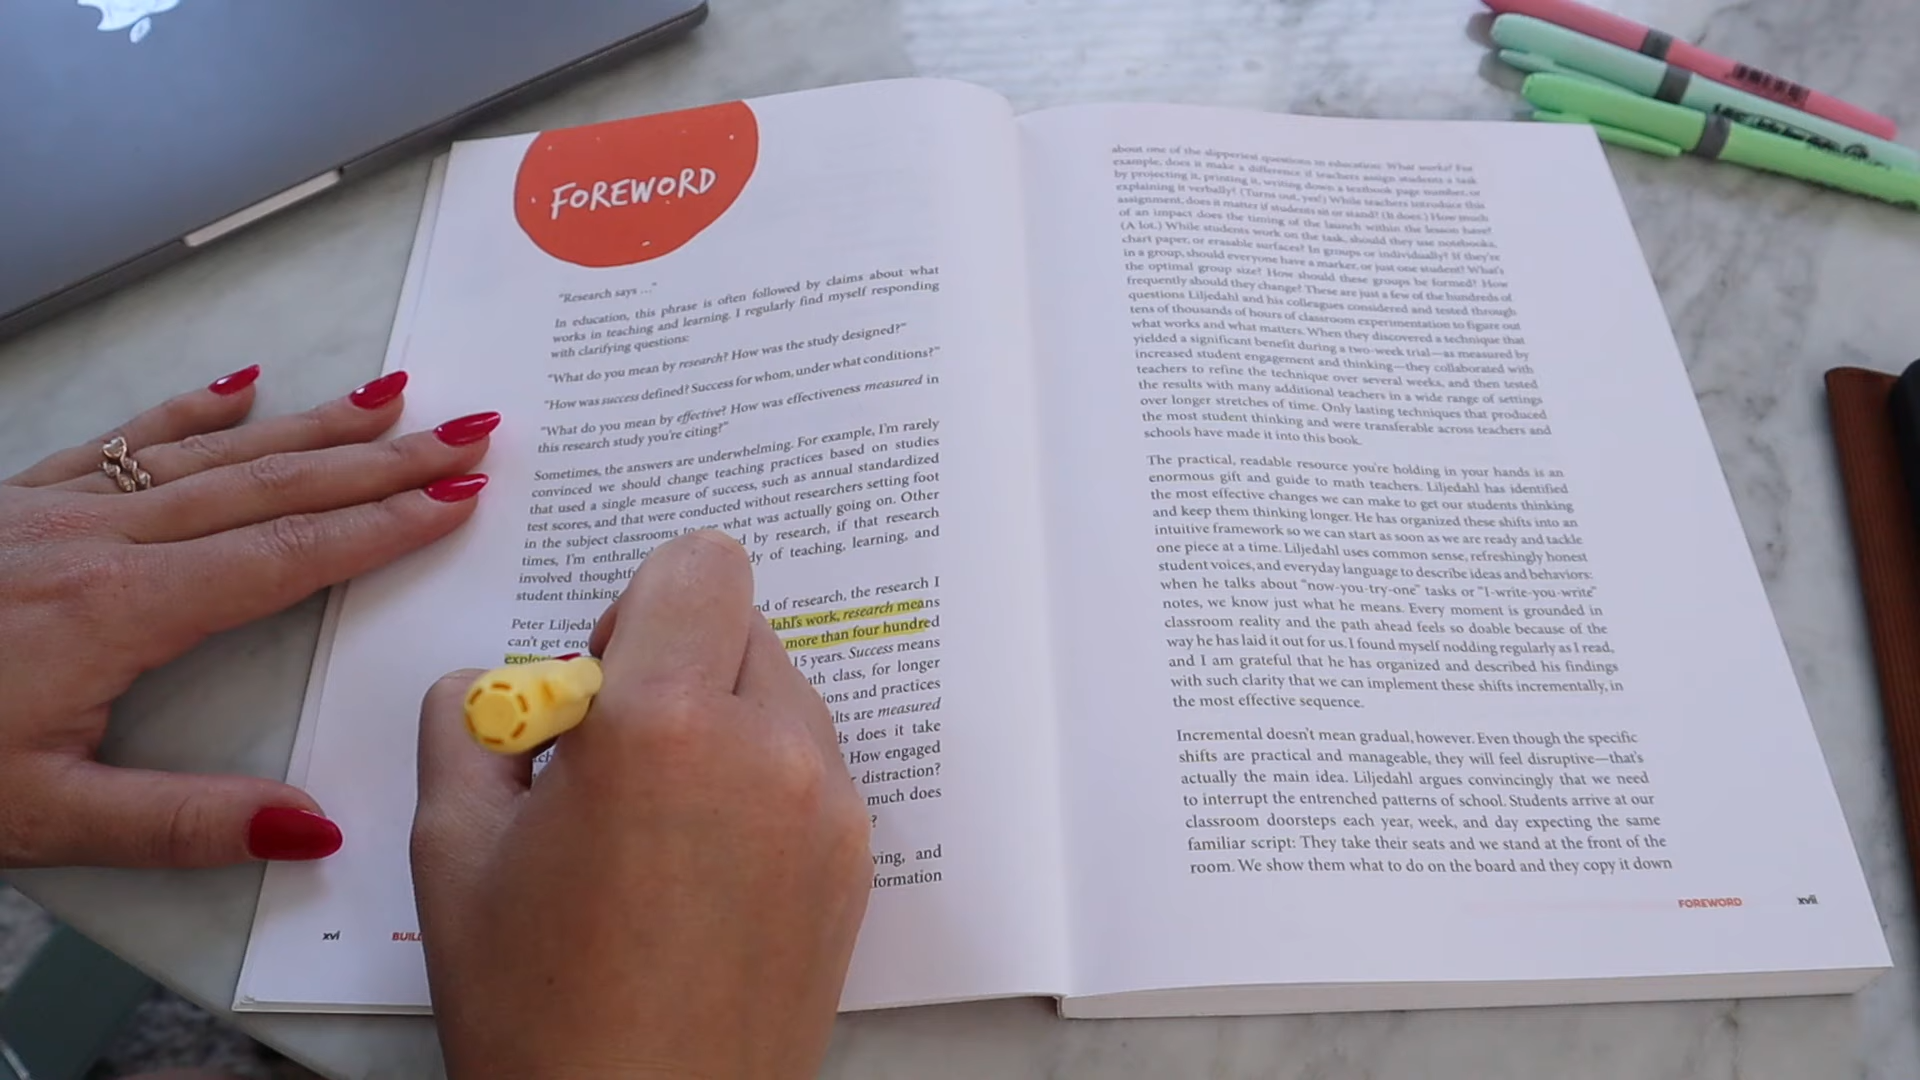 FOREWORD
"Research says ..."
In education, this phrase is often followed by claims about what
works in teaching and learning. I regularly find myself responding
with clarifying questions:
"What do you mean by research? How was the study designed?"
"How was success defined? Success for whom, under what conditions?"
"What do you mean by effective? How was effectiveness measured in
this research study you're citing?"
Sometimes, the answers are underwhelming. For example, I'm rarely
convinced we should change teaching practices based on studies
that used a single measure of success, such as annual standardized
test scores, and that were conducted without researchers setting foot
in the subject classrooms to see what was actually going on. Other
times, I'm enthralled by research, if that research
involved of teaching, learning, and
student thinking
Peter of research, the research I
can't get work, research means
more than four hundred
15 years. Success means
class, for longer
and practices
are measured
does it take
How engaged
distraction?
much does
?
and
xvi
about one of the slipperiest questions in education: What works? For
example, does it make a difference if teachers assign students a task
by projecting it, printing it, writing down a textbook page number, or
explaining it verbally? (Turns out, yes!) While teachers introduce this
assignment, does it matter if students sit or stand? (It does.) How much
of an impact does the timing of the launch within the lesson have?
(A lot.) While students work on the task, should they use notebooks,
chart paper, or erasable surfaces? In groups or individually? If they're
in a group, should everyone have a marker, or just one student? What's
the optimal group size? How should these groups be formed? How
frequently should they change? These are just a few of the hundreds of
questions Liljedahl and his colleagues considered and tested through
tens of thousands of hours of classroom experimentation to figure out
what works and what matters. When they discovered a technique that
yielded a significant benefit during a two-week trial—as measured by
increased student engagement and thinking—they collaborated with
teachers to refine the technique over several weeks, and then tested
the results with many additional teachers in a wide range of settings
over longer stretches of time. Only lasting techniques that produced
the most student thinking and were transferable across teachers and
schools have made it into this book.
The practical, readable resource you're holding in your hands is an
enormous gift and guide to math teachers. Liljedahl has identified
the most effective changes we can make to get our students thinking
and keep them thinking longer. He has organized these shifts into an
intuitive framework so we can start as soon as we are ready and tackle
one piece at a time. Liljedahl uses common sense, refreshingly honest
student voices, and everyday language to describe ideas and behaviors:
when he talks about "now-you-try-one" tasks or "I-write-you-write"
notes, we know just what he means. Every moment is grounded in
classroom reality and the path ahead feels so doable because of the
way he has laid it out for us. I found myself nodding regularly as I read,
and I am grateful that he has organized and described his findings
with such clarity that we can implement these shifts incrementally, in
the most effective sequence.
Incremental doesn't mean gradual, however. Even though the specific
shifts are practical and manageable, they will feel disruptive—that's
actually the main idea. Liljedahl argues convincingly that we need
to interrupt the entrenched patterns of school. Students arrive at our
classroom doorsteps each year, week, and day expecting the same
familiar script: They take their seats and we stand at the front of the
room. We show them what to do on the board and they copy it down
FOREWORD xvii